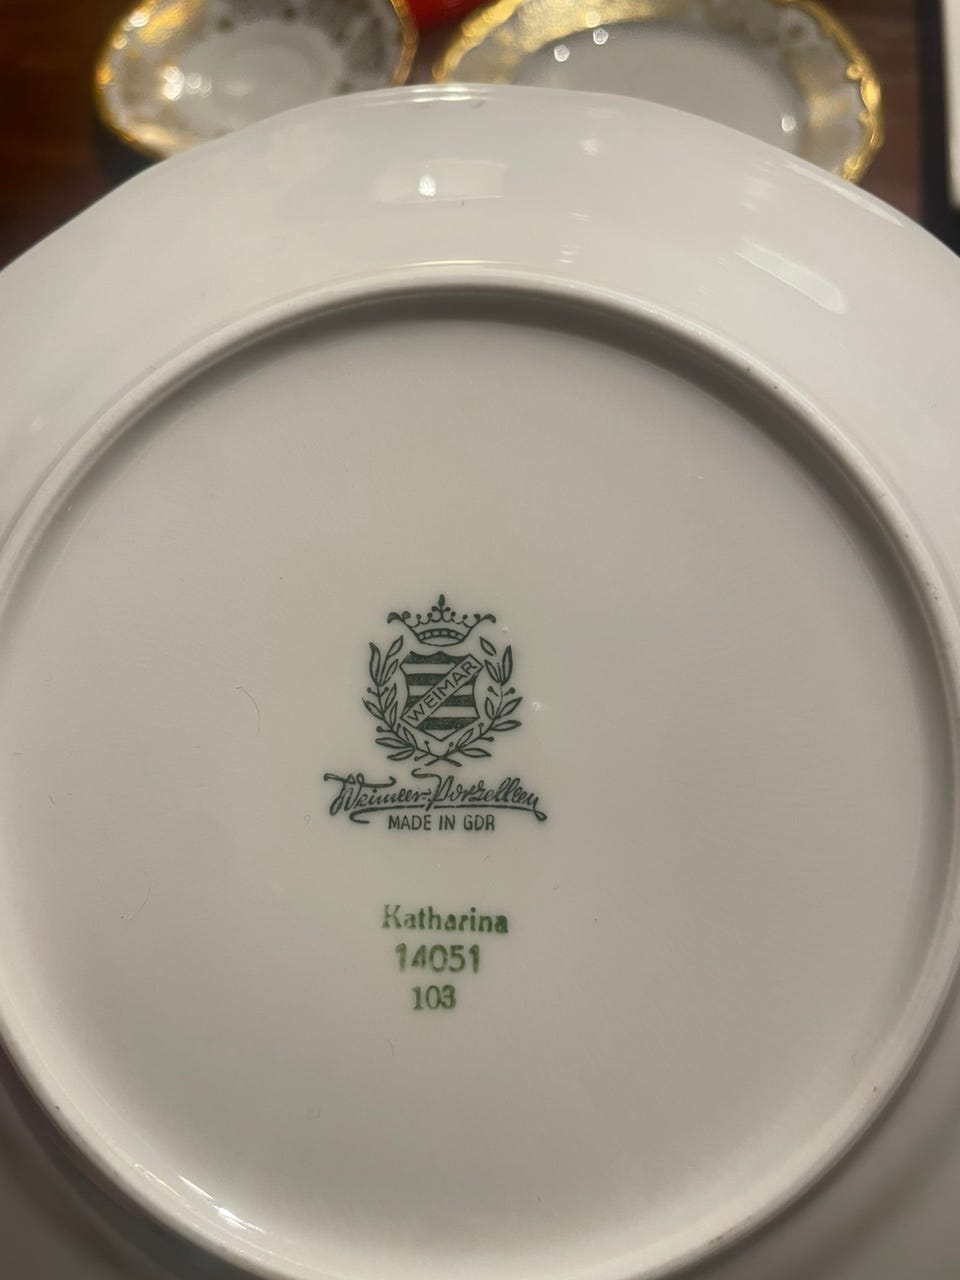 WEIMAR
Weimar-Porzellan
MADE IN GDR
Katharina
14051
103